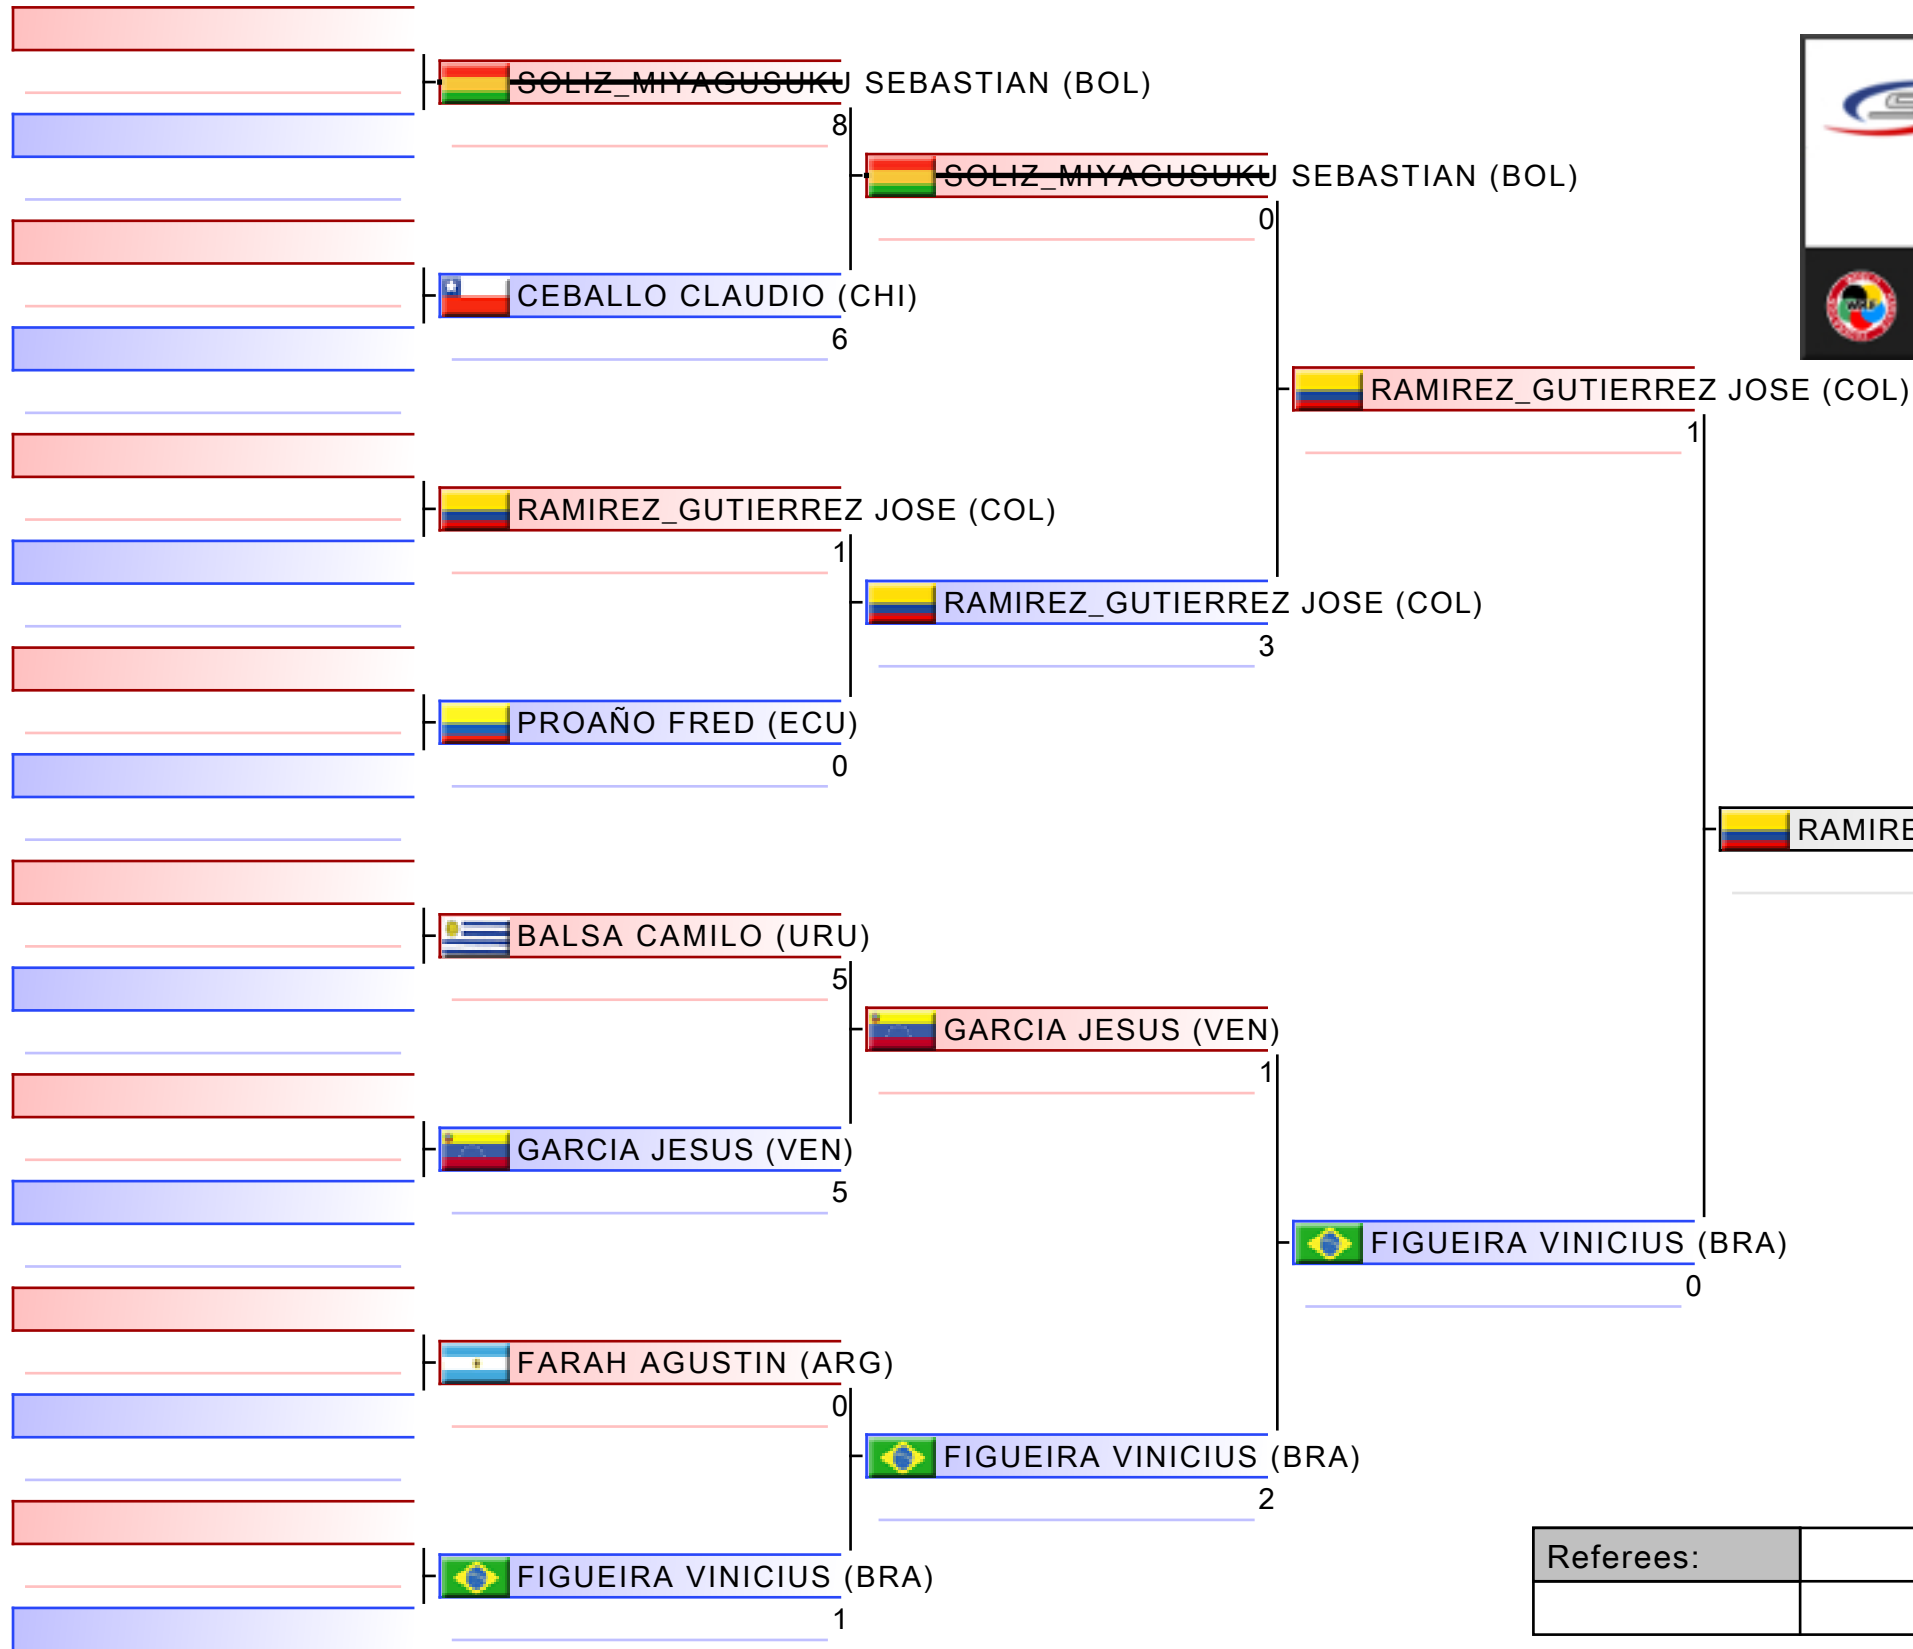 SOLIZ_MIYAGUSUKU SEBASTIAN (BOL)
8
SOLIZ_MIYAGUSUKU SEBASTIAN (BOL)
0
CEBALLO CLAUDIO (CHI)
6
RAMIREZ_GUTIERREZ JOSE (COL)
1
RAMIREZ_GUTIERREZ JOSE (COL)
1
RAMIREZ_GUTIERREZ JOSE (COL)
3
PROAÑO FRED (ECU)
0
RAMIRE
BALSA CAMILO (URU)
5
GARCIA JESUS (VEN)
1
GARCIA JESUS (VEN)
5
FIGUEIRA VINICIUS (BRA)
0
FARAH AGUSTIN (ARG)
0
FIGUEIRA VINICIUS (BRA)
2
FIGUEIRA VINICIUS (BRA)
1
Referees: